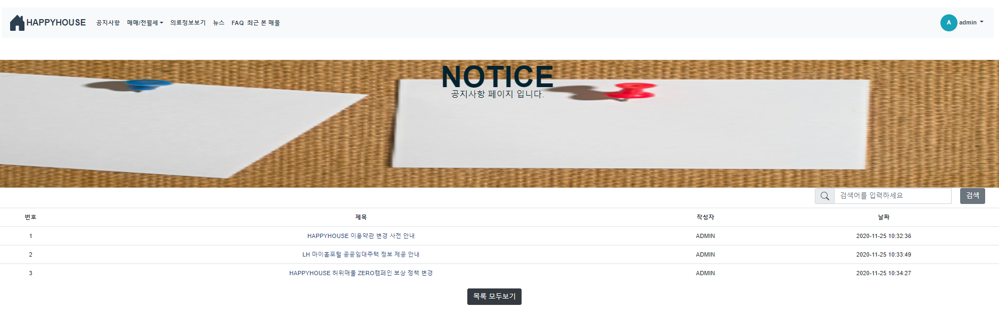 HAPPYHOUSE 공지사항 매매/전월세 의료정보보기 뉴스 FAQ 최근 본 매물 A admin
NOTICE
공지사항 페이지 입니다.
검색어를 입력하세요 검색
번호 제목 작성자 날짜
1 HAPPYHOUSE 이용약관 변경 사전 안내 ADMIN 2020-11-25 10:32:36
2 LH 마이홈포털 공공임대주택 정보 제공 안내 ADMIN 2020-11-25 10:33:49
3 HAPPYHOUSE 허위매물 ZERO캠페인 보상 정책 변경 ADMIN 2020-11-25 10:34:27
목록 모두보기